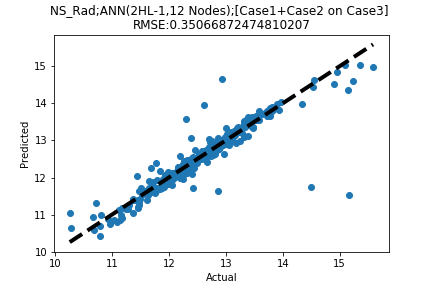 NS_Rad;ANN(2HL-1,12 Nodes);[Case1+Case2 on Case3]
RMSE:0.35066872474810207
15
14
13
12
11
10
Predicted
10 11 12 13 14 15
Actual